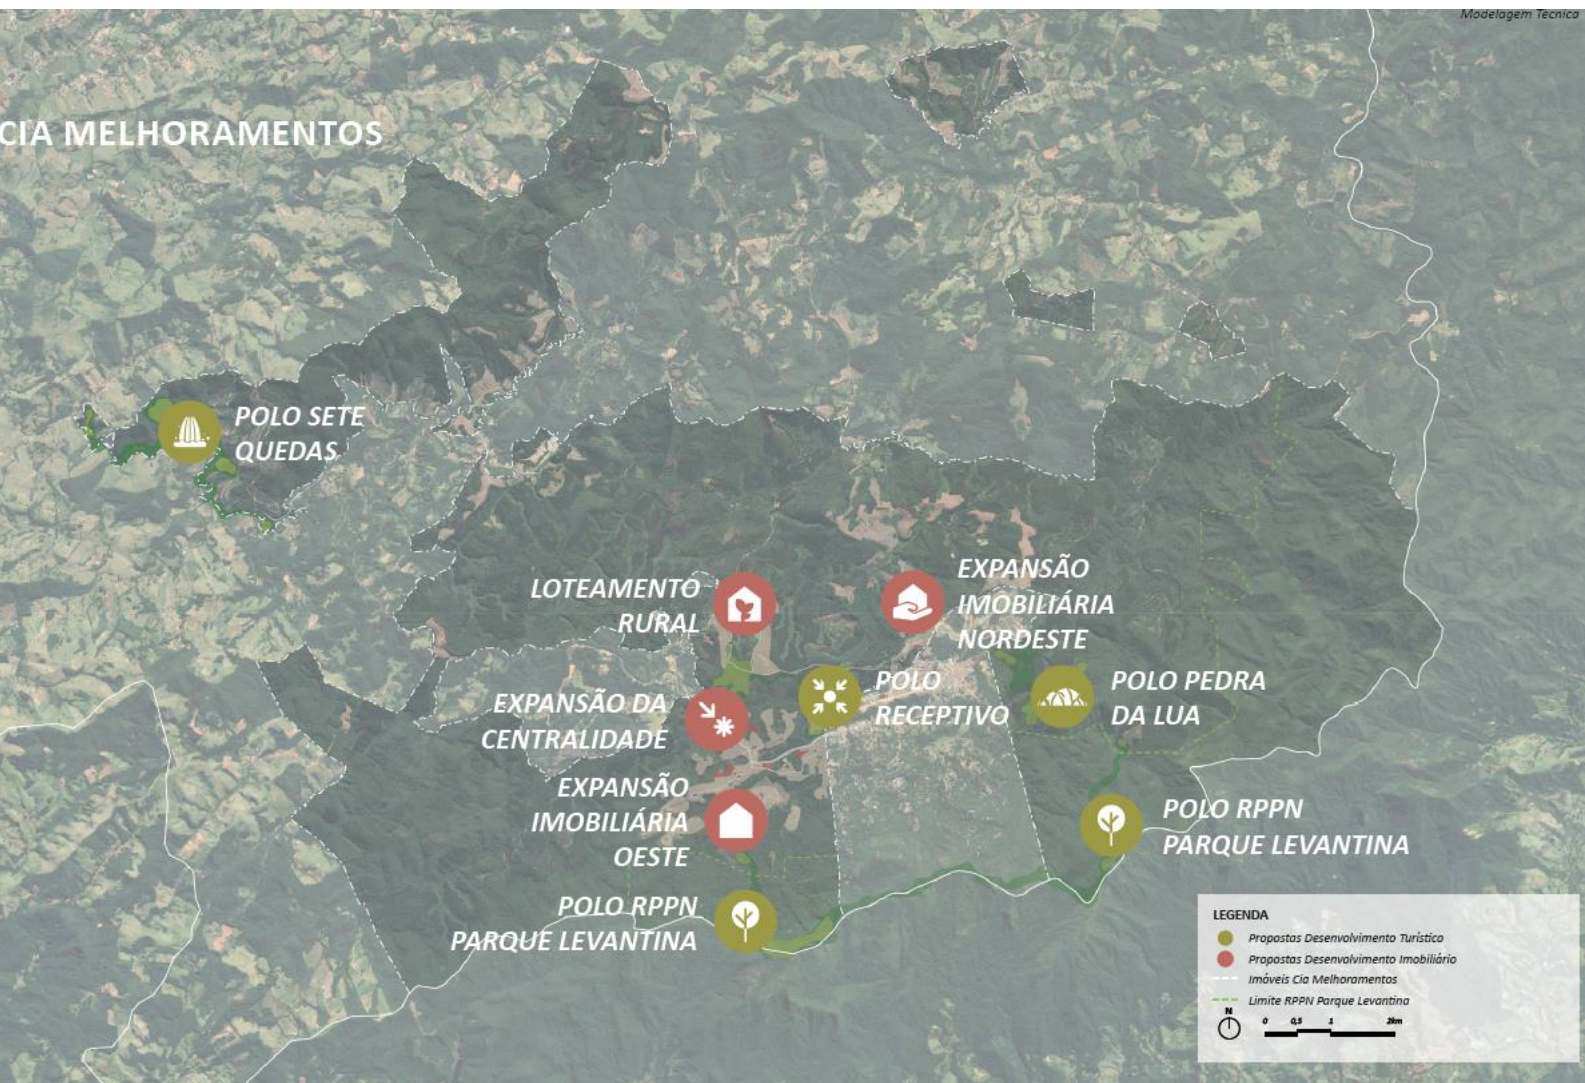 Modelagem Técnica
CIA MELHORAMENTOS
POLO SETE
QUEDAS
LOTEAMENTO
RURAL
EXPANSÃO
IMOBILIÁRIA
NORDESTE
EXPANSÃO DA
CENTRALIDADE
POLO
RECEPTIVO
POLO PEDRA
DA LUA
EXPANSÃO
IMOBILIÁRIA
OESTE
POLO RPPN
PARQUE LEVANTINA
POLO RPPN
PARQUE LEVANTINA
LEGENDA
Propostas Desenvolvimento Turístico
Propostas Desenvolvimento Imobiliário
Imóveis Cia Melhoramentos
Limite RPPN Parque Levantina
N
0 0,5 1 2km